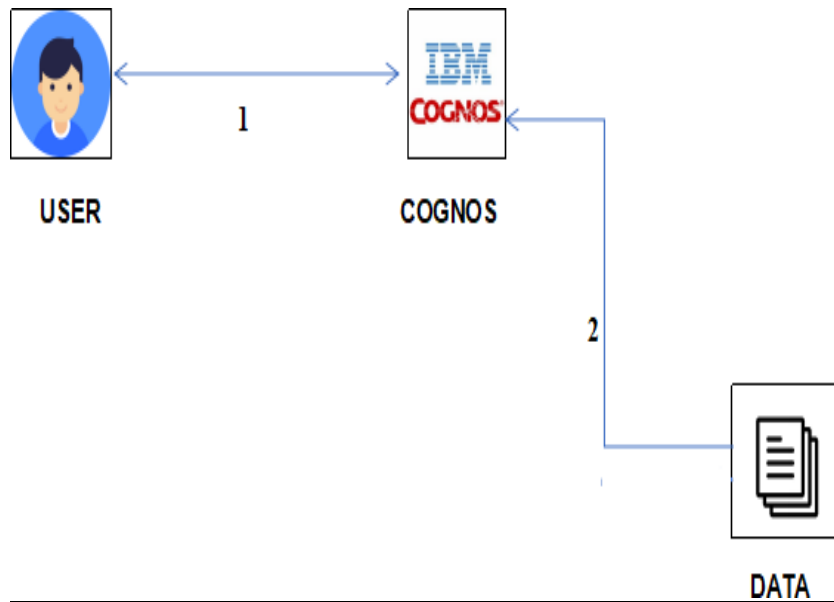 IBM
COGNOS
1
USER
COGNOS
2
DATA